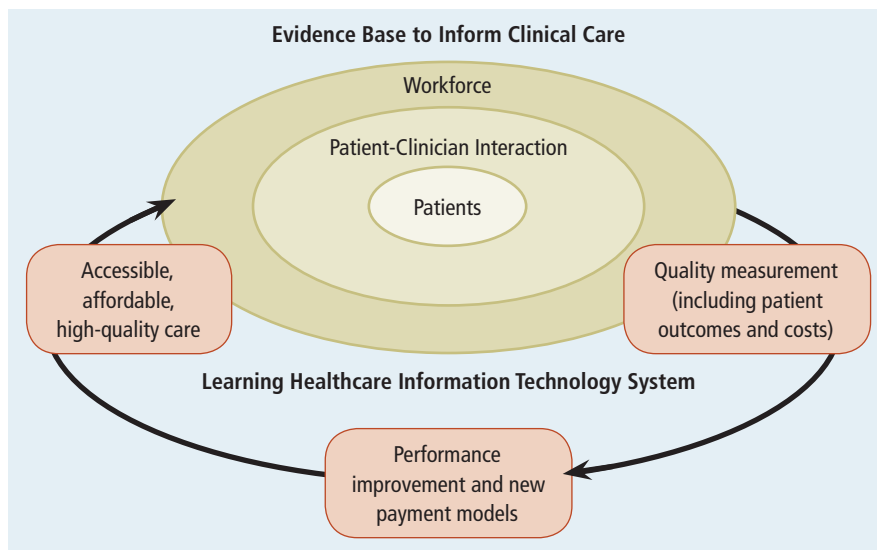 Evidence Base to Inform Clinical Care
Workforce
Patient-Clinician Interaction
Patients
Accessible,
affordable,
high-quality care
Quality measurement
(including patient
outcomes and costs)
Learning Healthcare Information Technology System
Performance
improvement and new
payment models